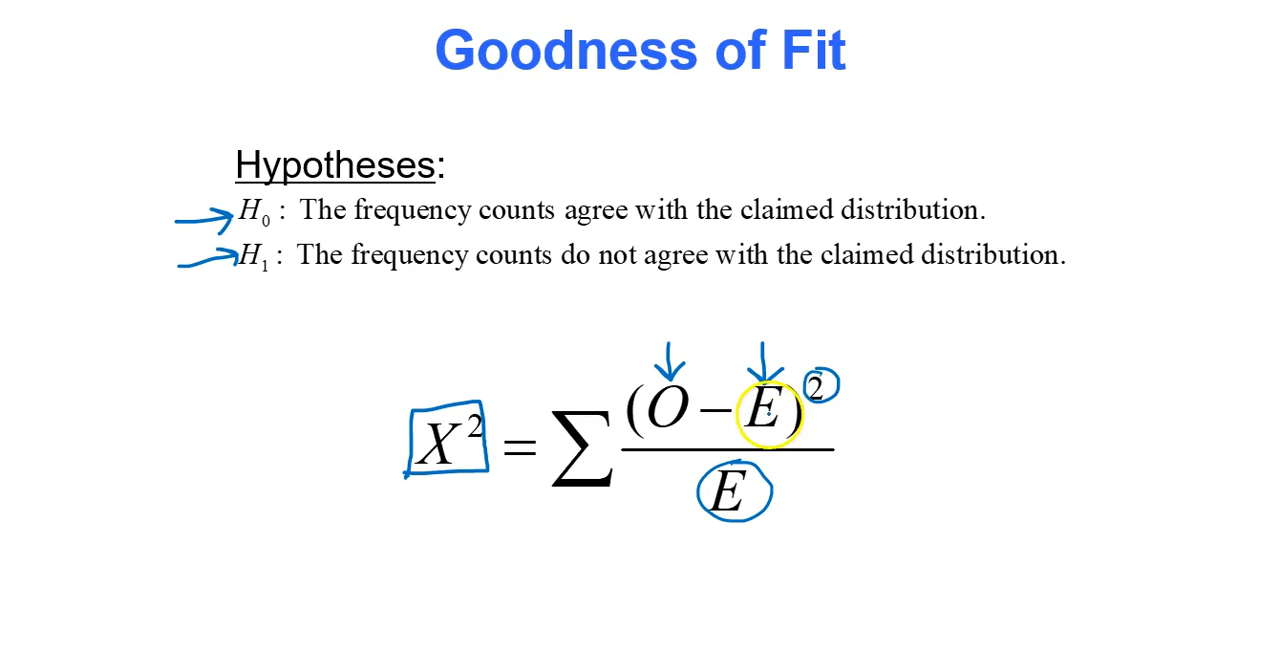 Goodness of Fit
Hypotheses:
H₀ : The frequency counts agree with the claimed distribution.
H₁ : The frequency counts do not agree with the claimed distribution.
X² = ∑ (O − E)² / E